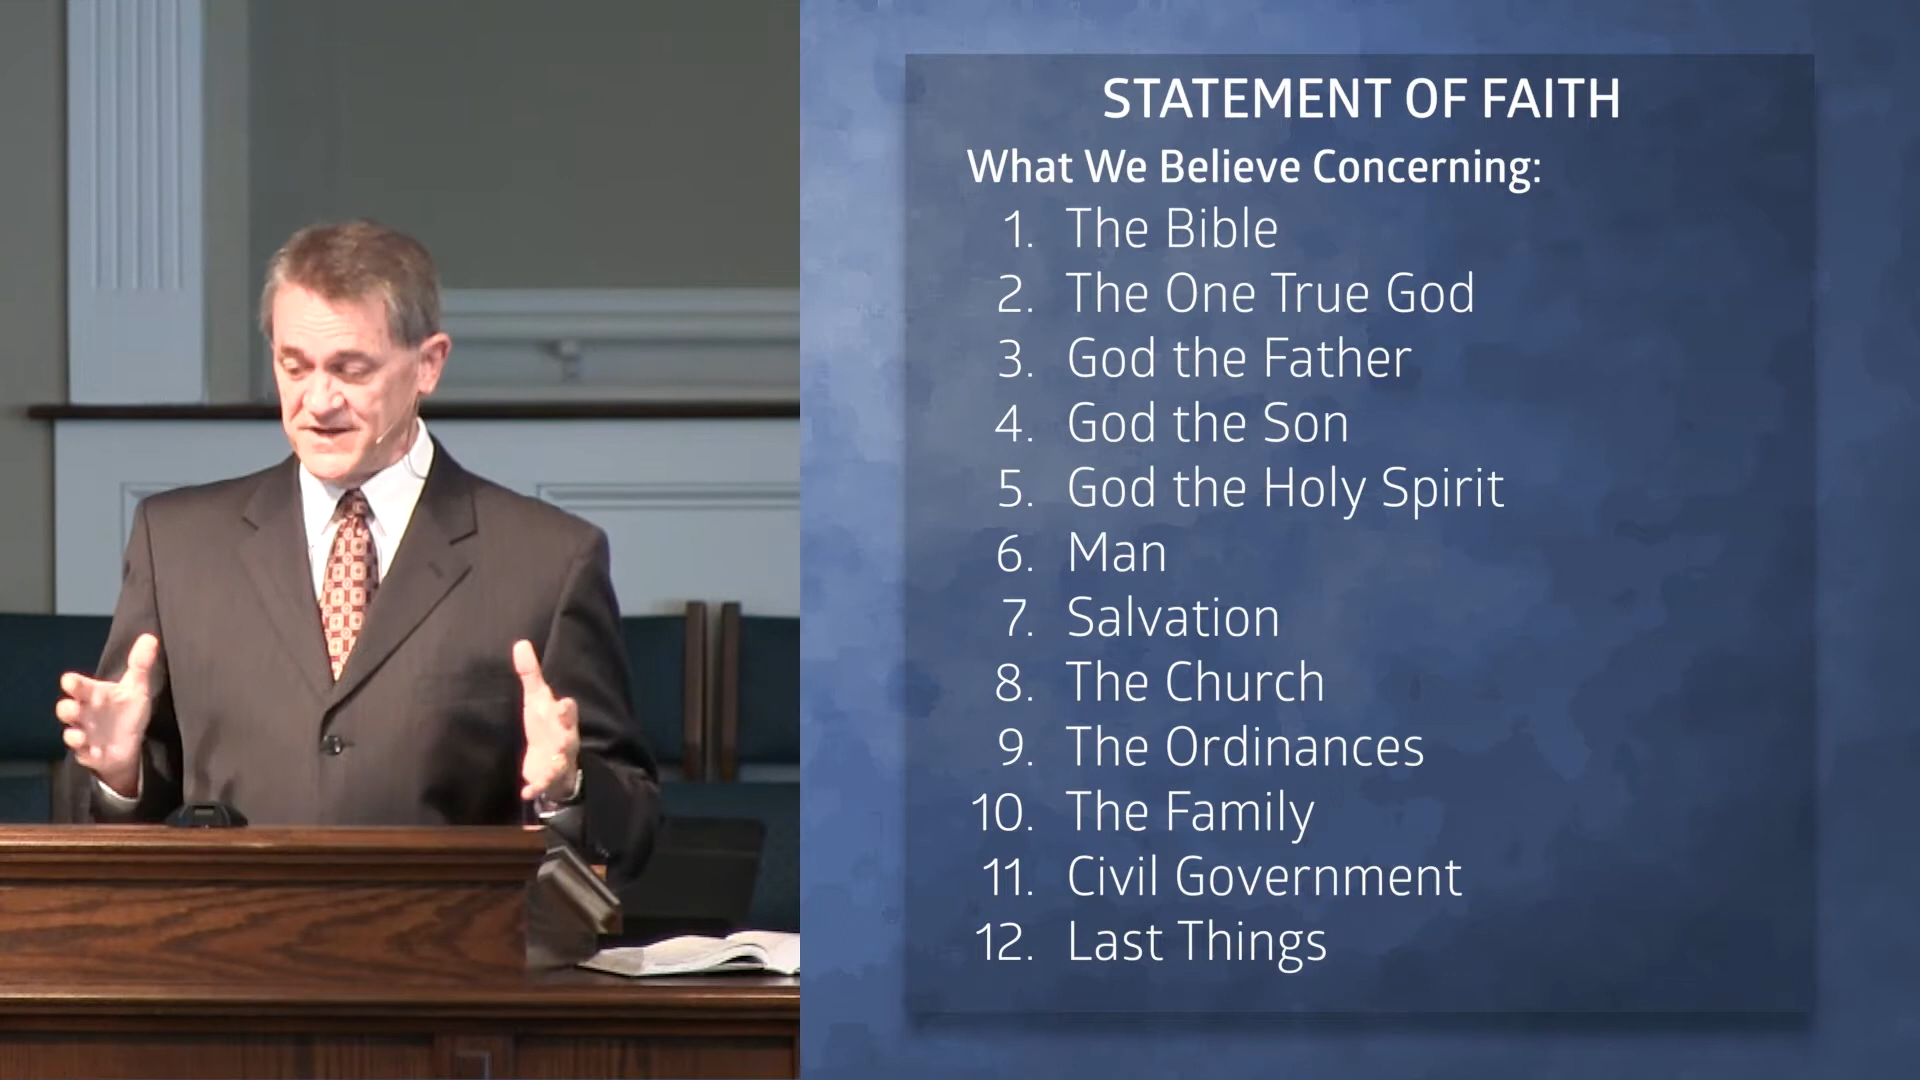 STATEMENT OF FAITH
What We Believe Concerning:
1. The Bible
2. The One True God
3. God the Father
4. God the Son
5. God the Holy Spirit
6. Man
7. Salvation
8. The Church
9. The Ordinances
10. The Family
11. Civil Government
12. Last Things